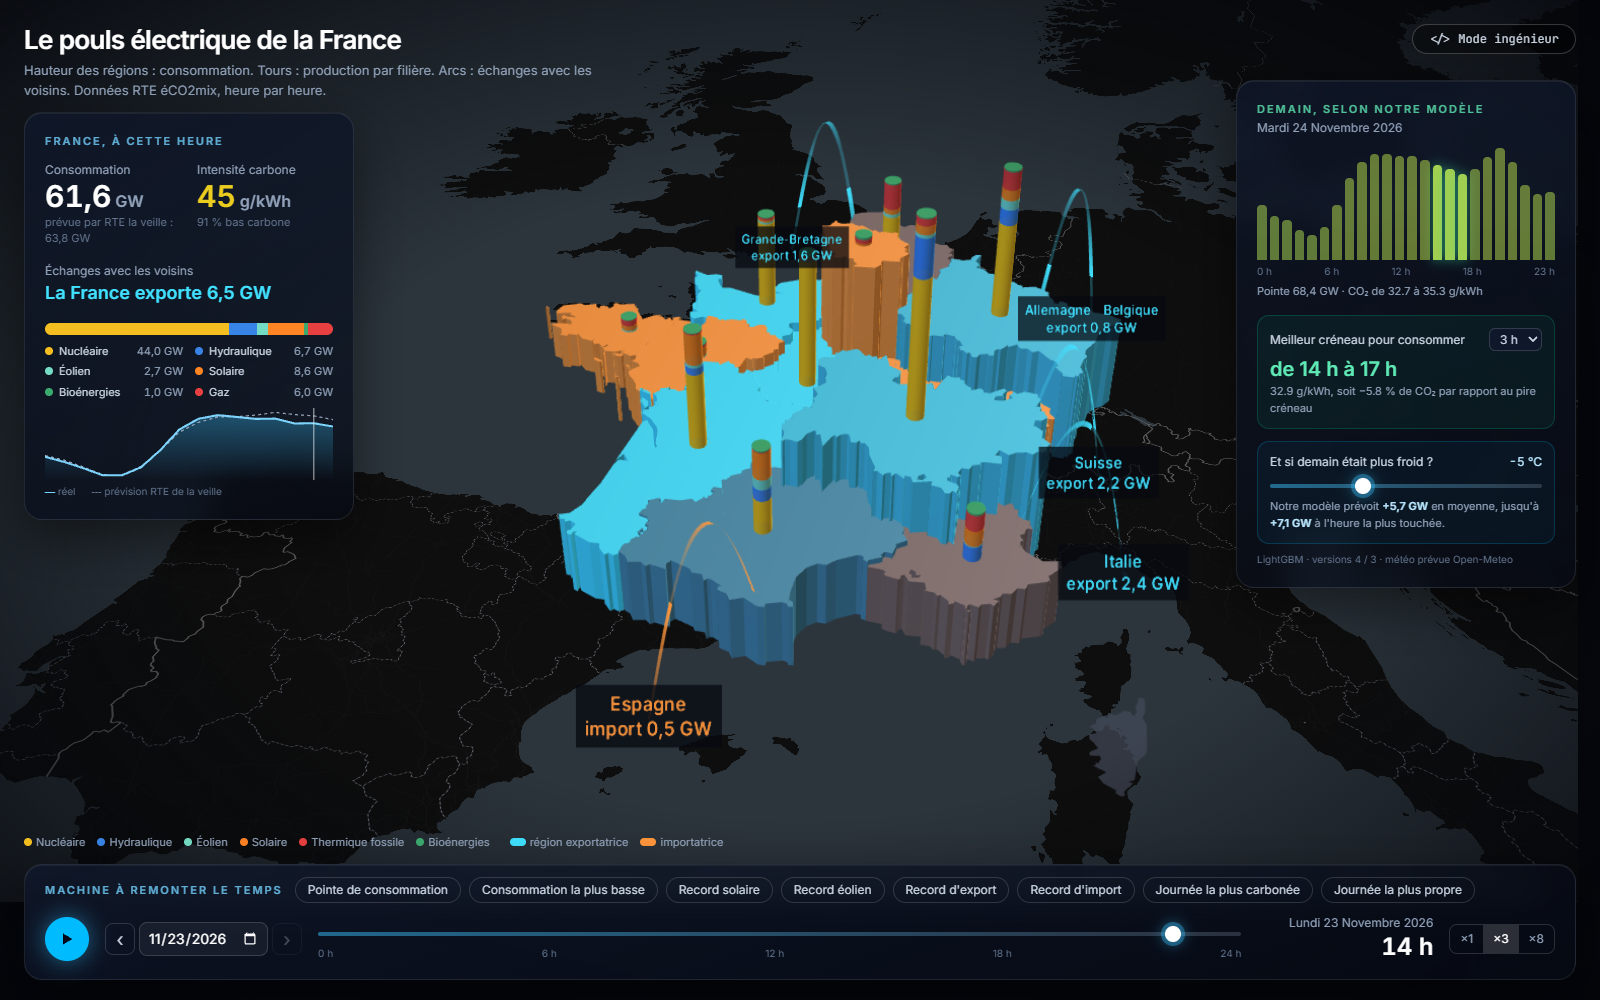 Le pouls électrique de la France
Hauteur des régions : consommation. Tours : production par filière. Arcs : échanges avec les
voisins. Données RTE éCO2mix, heure par heure.
</> Mode ingénieur
FRANCE, À CETTE HEURE
Consommation
61,6 GW
prévue par RTE la veille :
63,8 GW
Intensité carbone
45 g/kWh
91 % bas carbone
Échanges avec les voisins
La France exporte 6,5 GW
Nucléaire 44,0 GW Hydraulique 6,7 GW
Éolien 2,7 GW Solaire 8,6 GW
Bioénergies 1,0 GW Gaz 6,0 GW
réel prévision RTE de la veille
Grande-Bretagne
export 1,6 GW
Allemagne Belgique
export 0,8 GW
Suisse
export 2,2 GW
Italie
export 2,4 GW
Espagne
import 0,5 GW
DEMAIN, SELON NOTRE MODÈLE
Mardi 24 Novembre 2026
0 h 6 h 12 h 18 h 23 h
Pointe 68,4 GW · CO₂ de 32.7 à 35.3 g/kWh
Meilleur créneau pour consommer 3 h
de 14 h à 17 h
32.9 g/kWh, soit −5.8 % de CO₂ par rapport au pire
créneau
Et si demain était plus froid ? -5 °C
Notre modèle prévoit +5,7 GW en moyenne, jusqu'à
+7,1 GW à l'heure la plus touchée.
LightGBM · versions 4 / 3 · météo prévue Open-Meteo
Nucléaire Hydraulique Éolien Solaire Thermique fossile Bioénergies région exportatrice importatrice
MACHINE À REMONTER LE TEMPS Pointe de consommation Consommation la plus basse Record solaire Record éolien Record d'export Record d'import Journée la plus carbonée Journée la plus propre
‹ 11/23/2026 ›
0 h 6 h 12 h 18 h 24 h
Lundi 23 Novembre 2026
14 h
×1 ×3 ×8